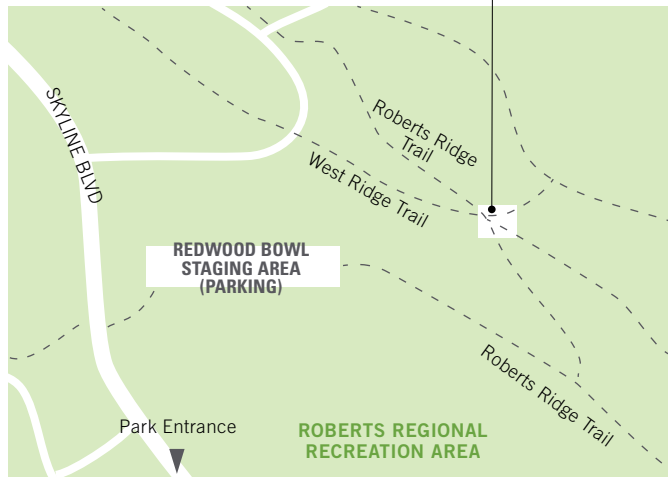 SKYLINE BLVD
Roberts Ridge
Trail
West Ridge Trail
REDWOOD BOWL
STAGING AREA
(PARKING)
Roberts Ridge Trail
Park Entrance
ROBERTS REGIONAL
RECREATION AREA